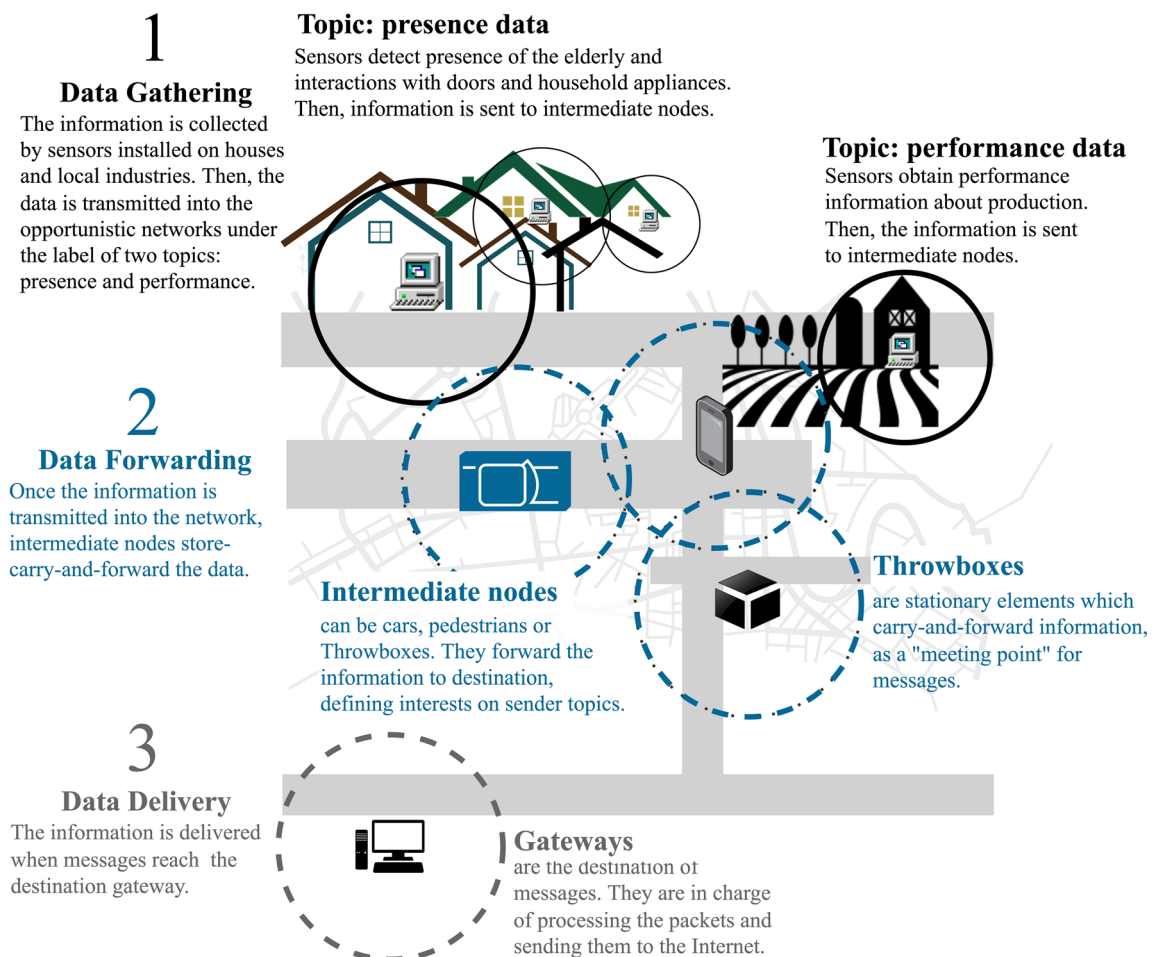 1
Data Gathering
The information is collected
by sensors installed on houses
and local industries. Then, the
data is transmitted into the
opportunistic networks under
the label of two topics:
presence and performance.
Topic: presence data
Sensors detect presence of the elderly and
interactions with doors and household appliances.
Then, information is sent to intermediate nodes.
Topic: performance data
Sensors obtain performance
information about production.
Then, the information is sent
to intermediate nodes.
2
Data Forwarding
Once the information is
transmitted into the network,
intermediate nodes store-
carry-and-forward the data.
Intermediate nodes
can be cars, pedestrians or
Throwboxes. They forward the
information to destination,
defining interests on sender topics.
Throwboxes
are stationary elements which
carry-and-forward information,
as a "meeting point" for
messages.
3
Data Delivery
The information is delivered
when messages reach the
destination gateway.
Gateways
are the destination of
messages. They are in charge
of processing the packets and
sending them to the Internet.